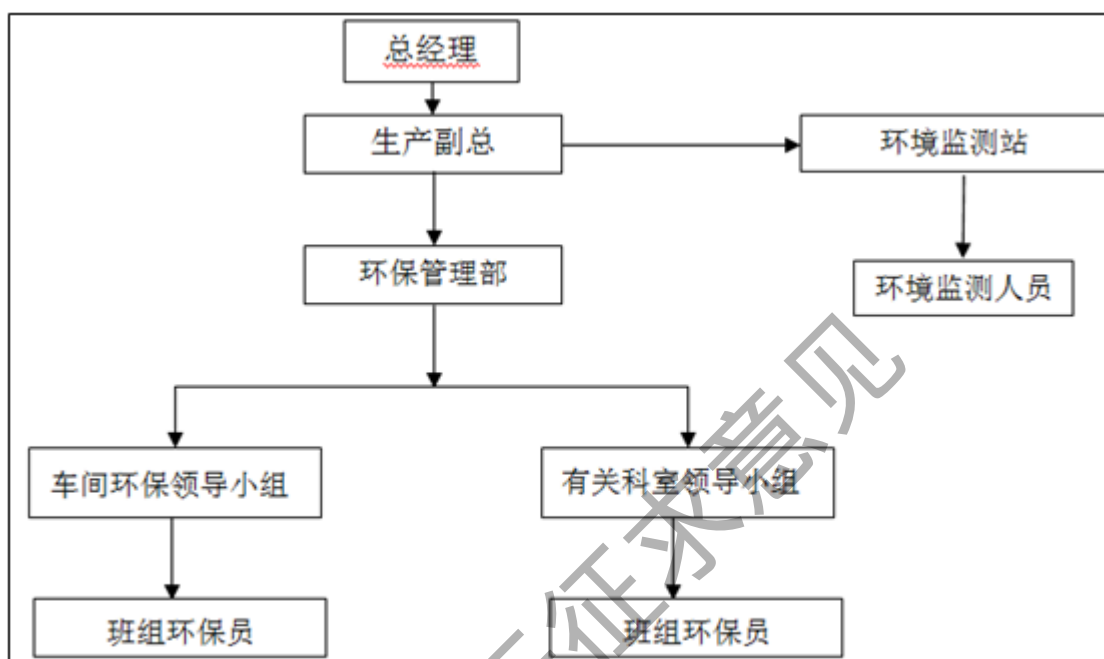 总经理
生产副总
环境监测站
环保管理部
环境监测人员
车间环保领导小组
有关科室领导小组
班组环保员
班组环保员
征求意见